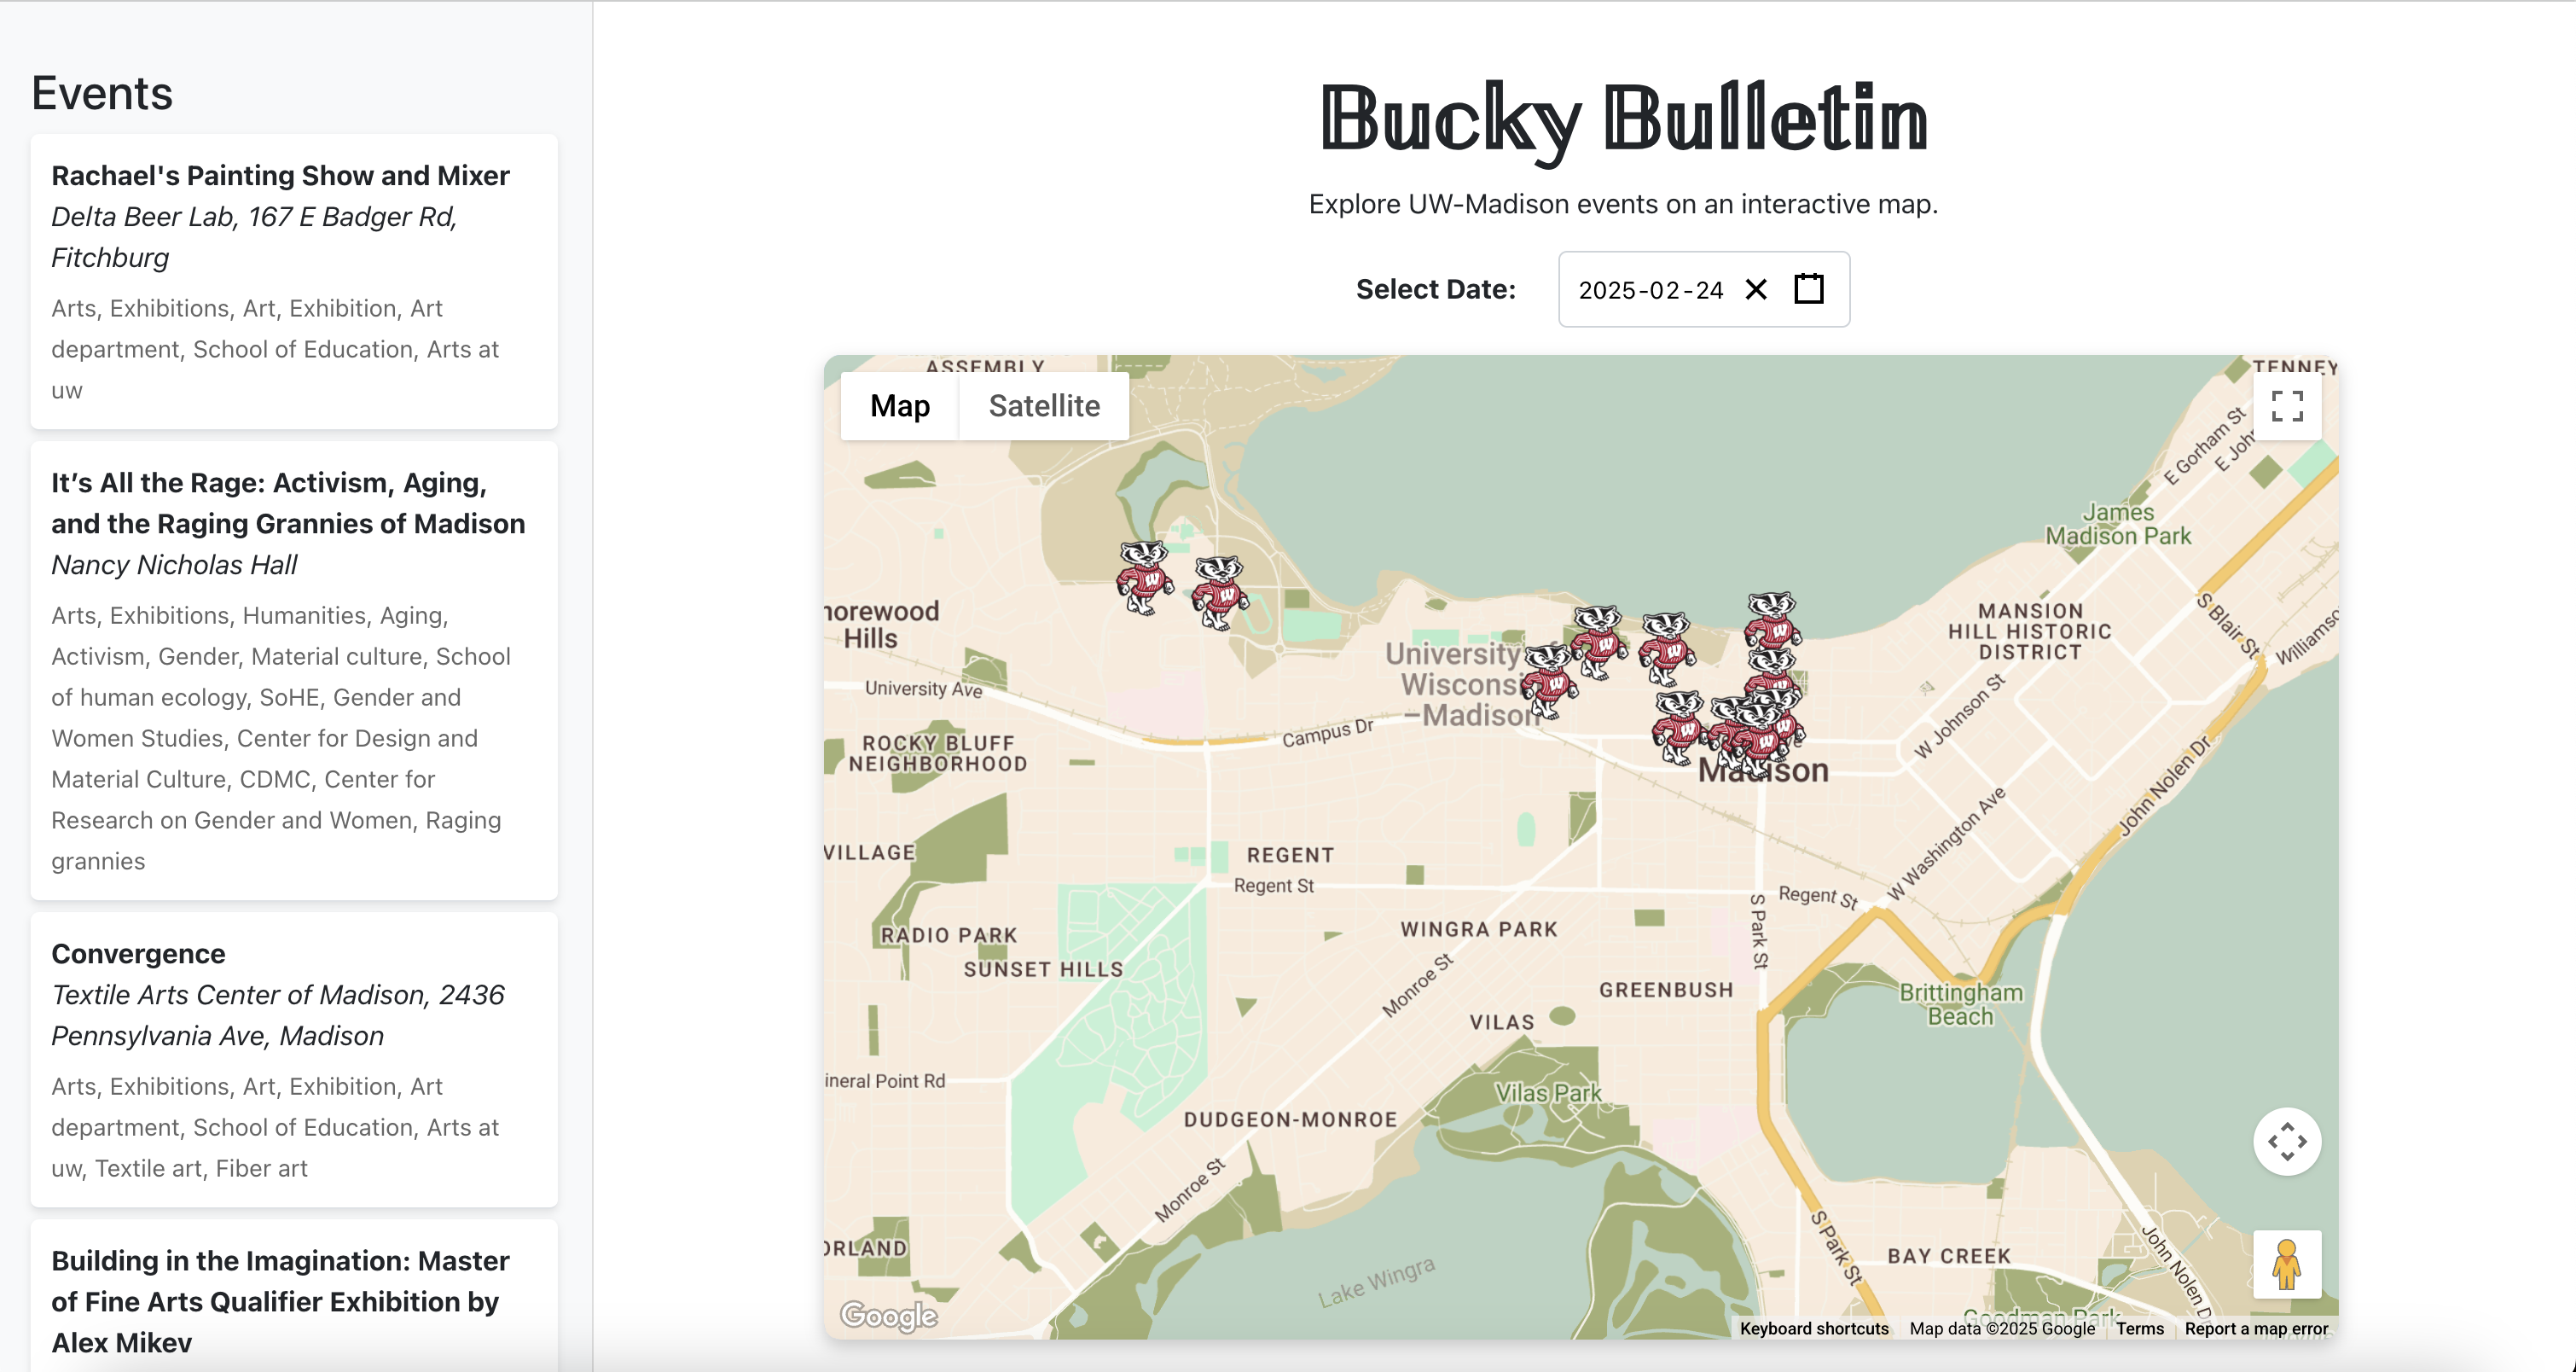 Events
Rachael's Painting Show and Mixer
Delta Beer Lab, 167 E Badger Rd,
Fitchburg
Arts, Exhibitions, Art, Exhibition, Art
department, School of Education, Arts at
uw
It’s All the Rage: Activism, Aging,
and the Raging Grannies of Madison
Nancy Nicholas Hall
Arts, Exhibitions, Humanities, Aging,
Activism, Gender, Material culture, School
of human ecology, SoHE, Gender and
Women Studies, Center for Design and
Material Culture, CDMC, Center for
Research on Gender and Women, Raging
grannies
Convergence
Textile Arts Center of Madison, 2436
Pennsylvania Ave, Madison
Arts, Exhibitions, Art, Exhibition, Art
department, School of Education, Arts at
uw, Textile art, Fiber art
Building in the Imagination: Master
of Fine Arts Qualifier Exhibition by
Alex Mikev
Bucky Bulletin
Explore UW-Madison events on an interactive map.
Select Date:
2025-02-24
ASSEMBLY
TENNEY
Map
Satellite
E Gorham St
E Joh
James
Madison Park
horewood
Hills
MANSION
HILL HISTORIC
DISTRICT
S Blair St
Williamso
University of
Wisconsi
–Madison
University Ave
Campus Dr
W Johnson St
ROCKY BLUFF
NEIGHBORHOOD
Madison
John Nolen Dr
W Washington Ave
VILLAGE
REGENT
Regent St
Regent St
S Park St
RADIO PARK
WINGRA PARK
SUNSET HILLS
Monroe St
GREENBUSH
Brittingham
Beach
VILAS
ineral Point Rd
Vilas Park
DUDGEON-MONROE
Monroe St
S Park St
ORLAND
BAY CREEK
John Nolen D
Lake Wingra
Goodman Park
Google
Keyboard shortcuts
Map data ©2025 Google
Terms
Report a map error